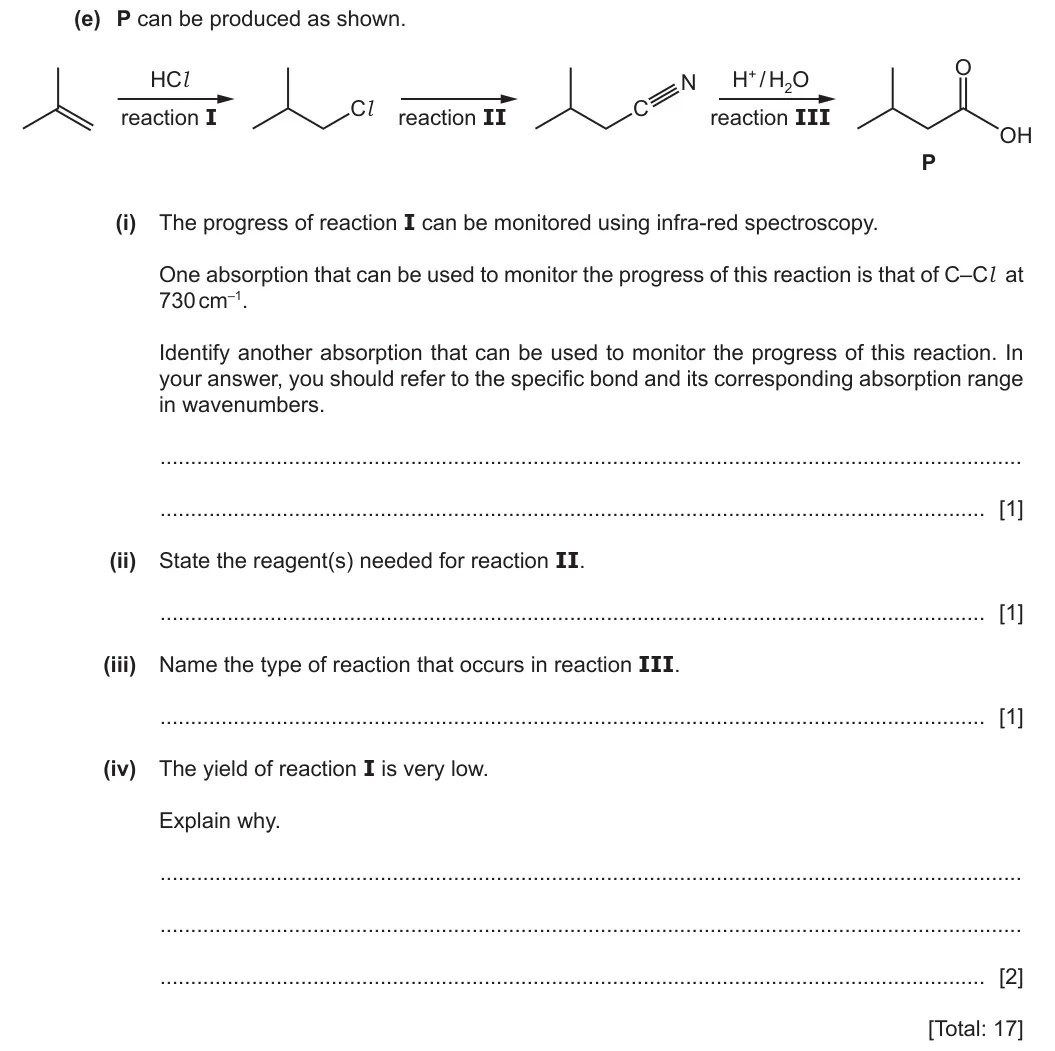 (e) P can be produced as shown.
HCl
reaction I
Cl
reaction II
C
N
H⁺/H₂O
reaction III
O
OH
P
(i) The progress of reaction I can be monitored using infra-red spectroscopy.
One absorption that can be used to monitor the progress of this reaction is that of C–Cl at
730 cm⁻¹.
Identify another absorption that can be used to monitor the progress of this reaction. In
your answer, you should refer to the specific bond and its corresponding absorption range
in wavenumbers.
[1]
(ii) State the reagent(s) needed for reaction II.
[1]
(iii) Name the type of reaction that occurs in reaction III.
[1]
(iv) The yield of reaction I is very low.
Explain why.
[2]
[Total: 17]